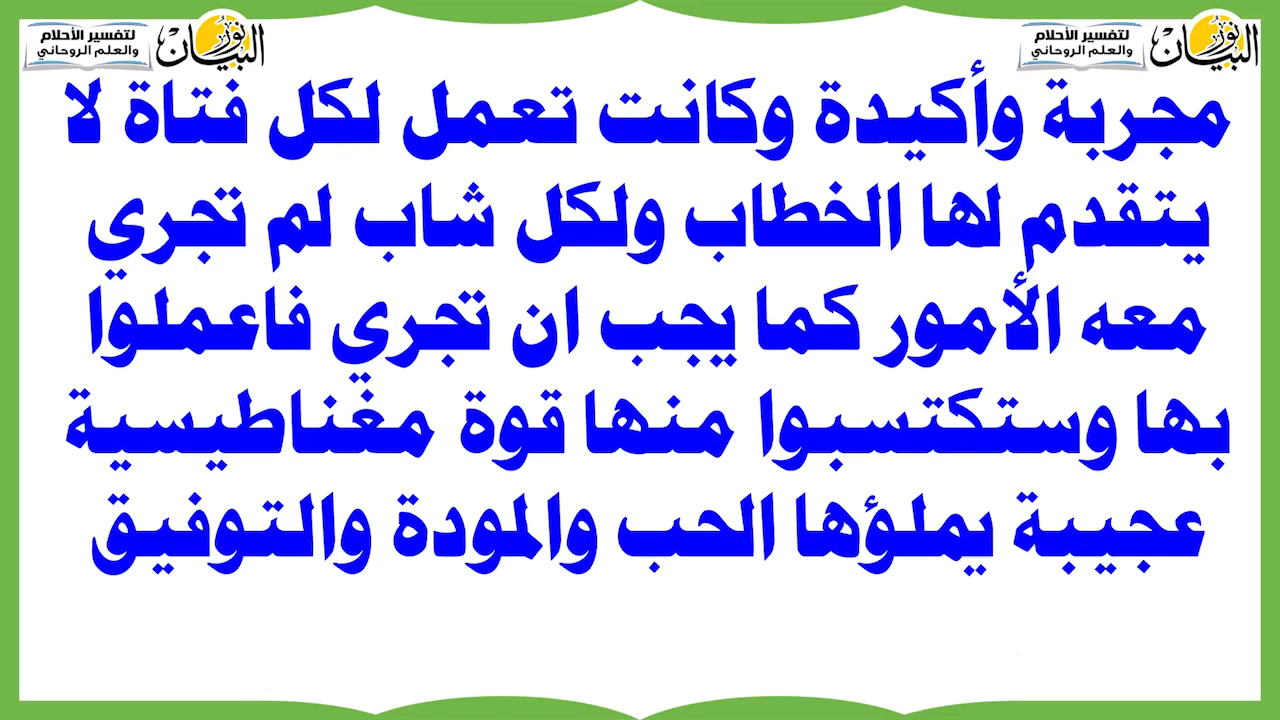 نور البيان
لتفسير الأحلام
والعلم الروحاني
نور البيان
لتفسير الأحلام
والعلم الروحاني
مجربة وأكيدة وكانت تعمل لكل فتاة لا
يتقدم لها الخطاب ولكل شاب لم تجري
معه الأمور كما يجب ان تجري فاعملوا
بها وستكتسبوا منها قوة مغناطيسية
عجيبة يملؤها الحب والمودة والتوفيق